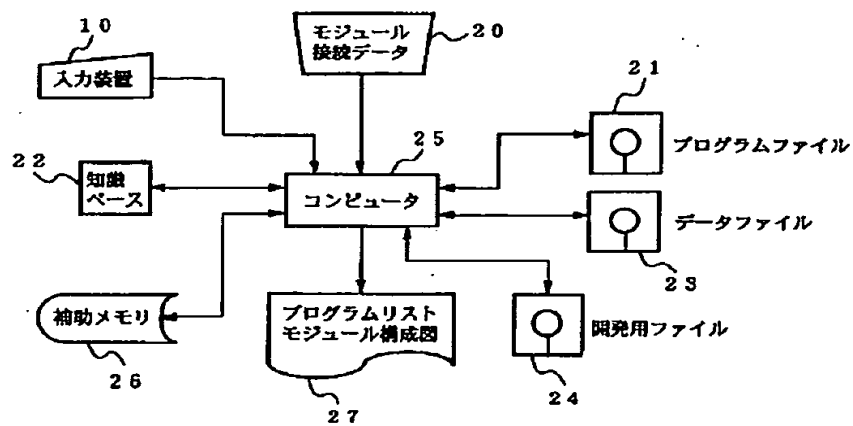 10
入力装置
モジュール
接続データ
20
21
プログラムファイル
22
知識
ベース
25
コンピュータ
データファイル
23
補助メモリ
26
プログラムリスト
モジュール構成図
27
開発用ファイル
24